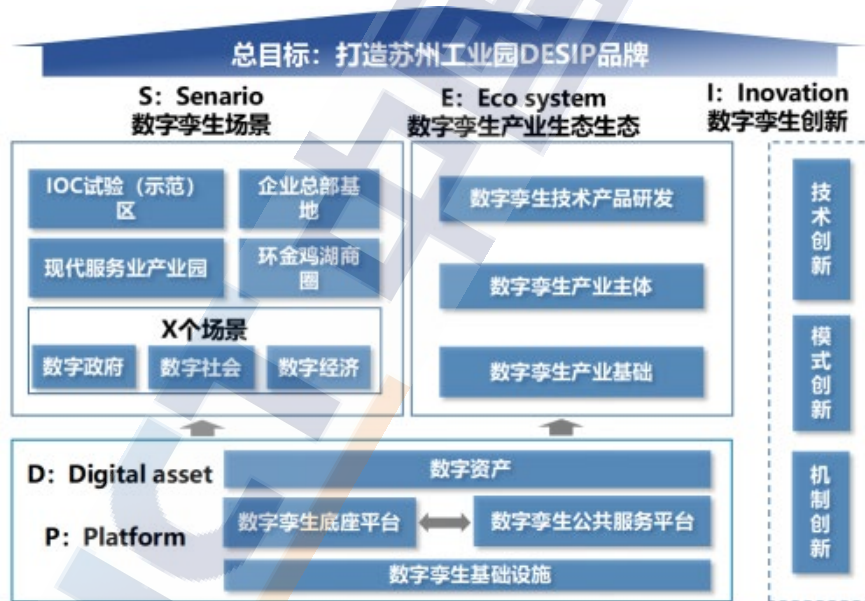 总目标：打造苏州工业园DESIP品牌
S：Senario
数字孪生场景
E：Eco system
数字孪生产业生态生态
I：Inovation
数字孪生创新
IOC试验（示范）
区
企业总部基
地
现代服务业产业园
环金鸡湖商
圈
X个场景
数字政府
数字社会
数字经济
数字孪生技术产品研发
数字孪生产业主体
数字孪生产业基础
技术创新
模式创新
机制创新
D：Digital asset
数字资产
P：Platform
数字孪生底座平台
数字孪生公共服务平台
数字孪生基础设施